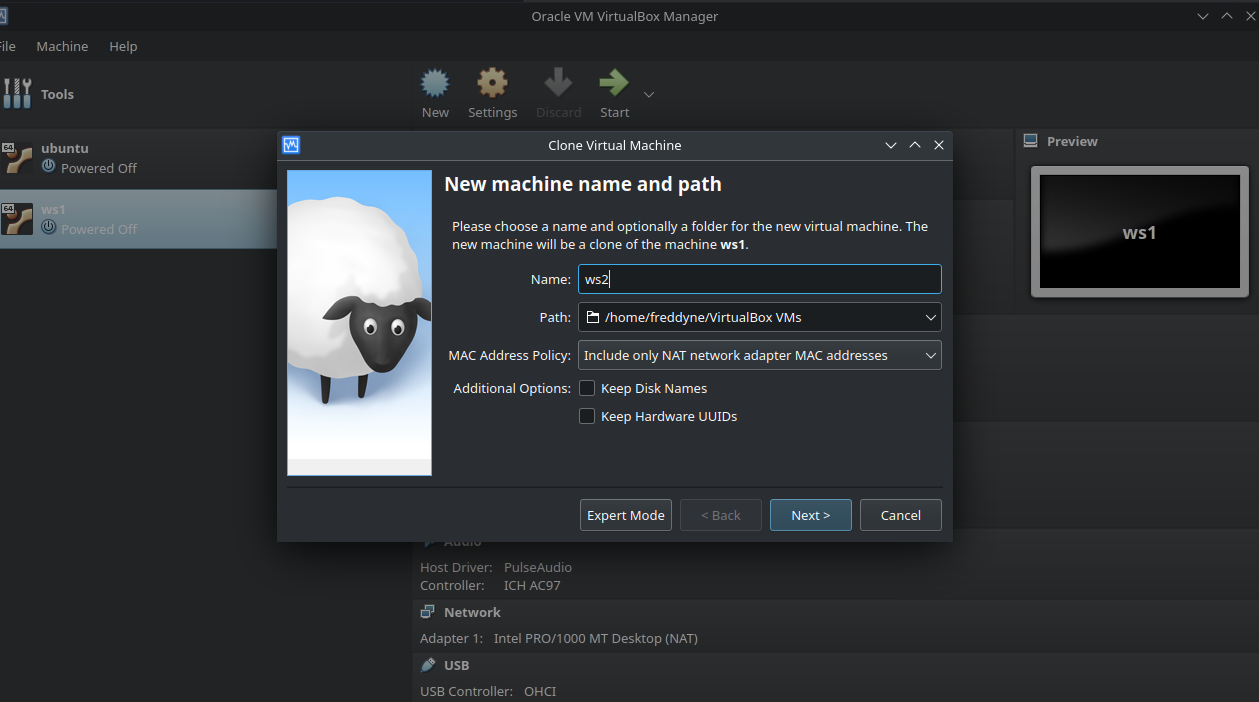 Oracle VM VirtualBox Manager
File Machine Help
Tools
New Settings Discard Start
64
ubuntu
Powered Off
64
ws1
Powered Off
Preview
ws1
Clone Virtual Machine
New machine name and path
Please choose a name and optionally a folder for the new virtual machine. The
new machine will be a clone of the machine ws1.
Name: ws2
Path: /home/freddyne/VirtualBox VMs
MAC Address Policy: Include only NAT network adapter MAC addresses
Additional Options: Keep Disk Names
Keep Hardware UUIDs
Expert Mode < Back Next > Cancel
Audio
Host Driver: PulseAudio
Controller: ICH AC97
Network
Adapter 1: Intel PRO/1000 MT Desktop (NAT)
USB
USB Controller: OHCI